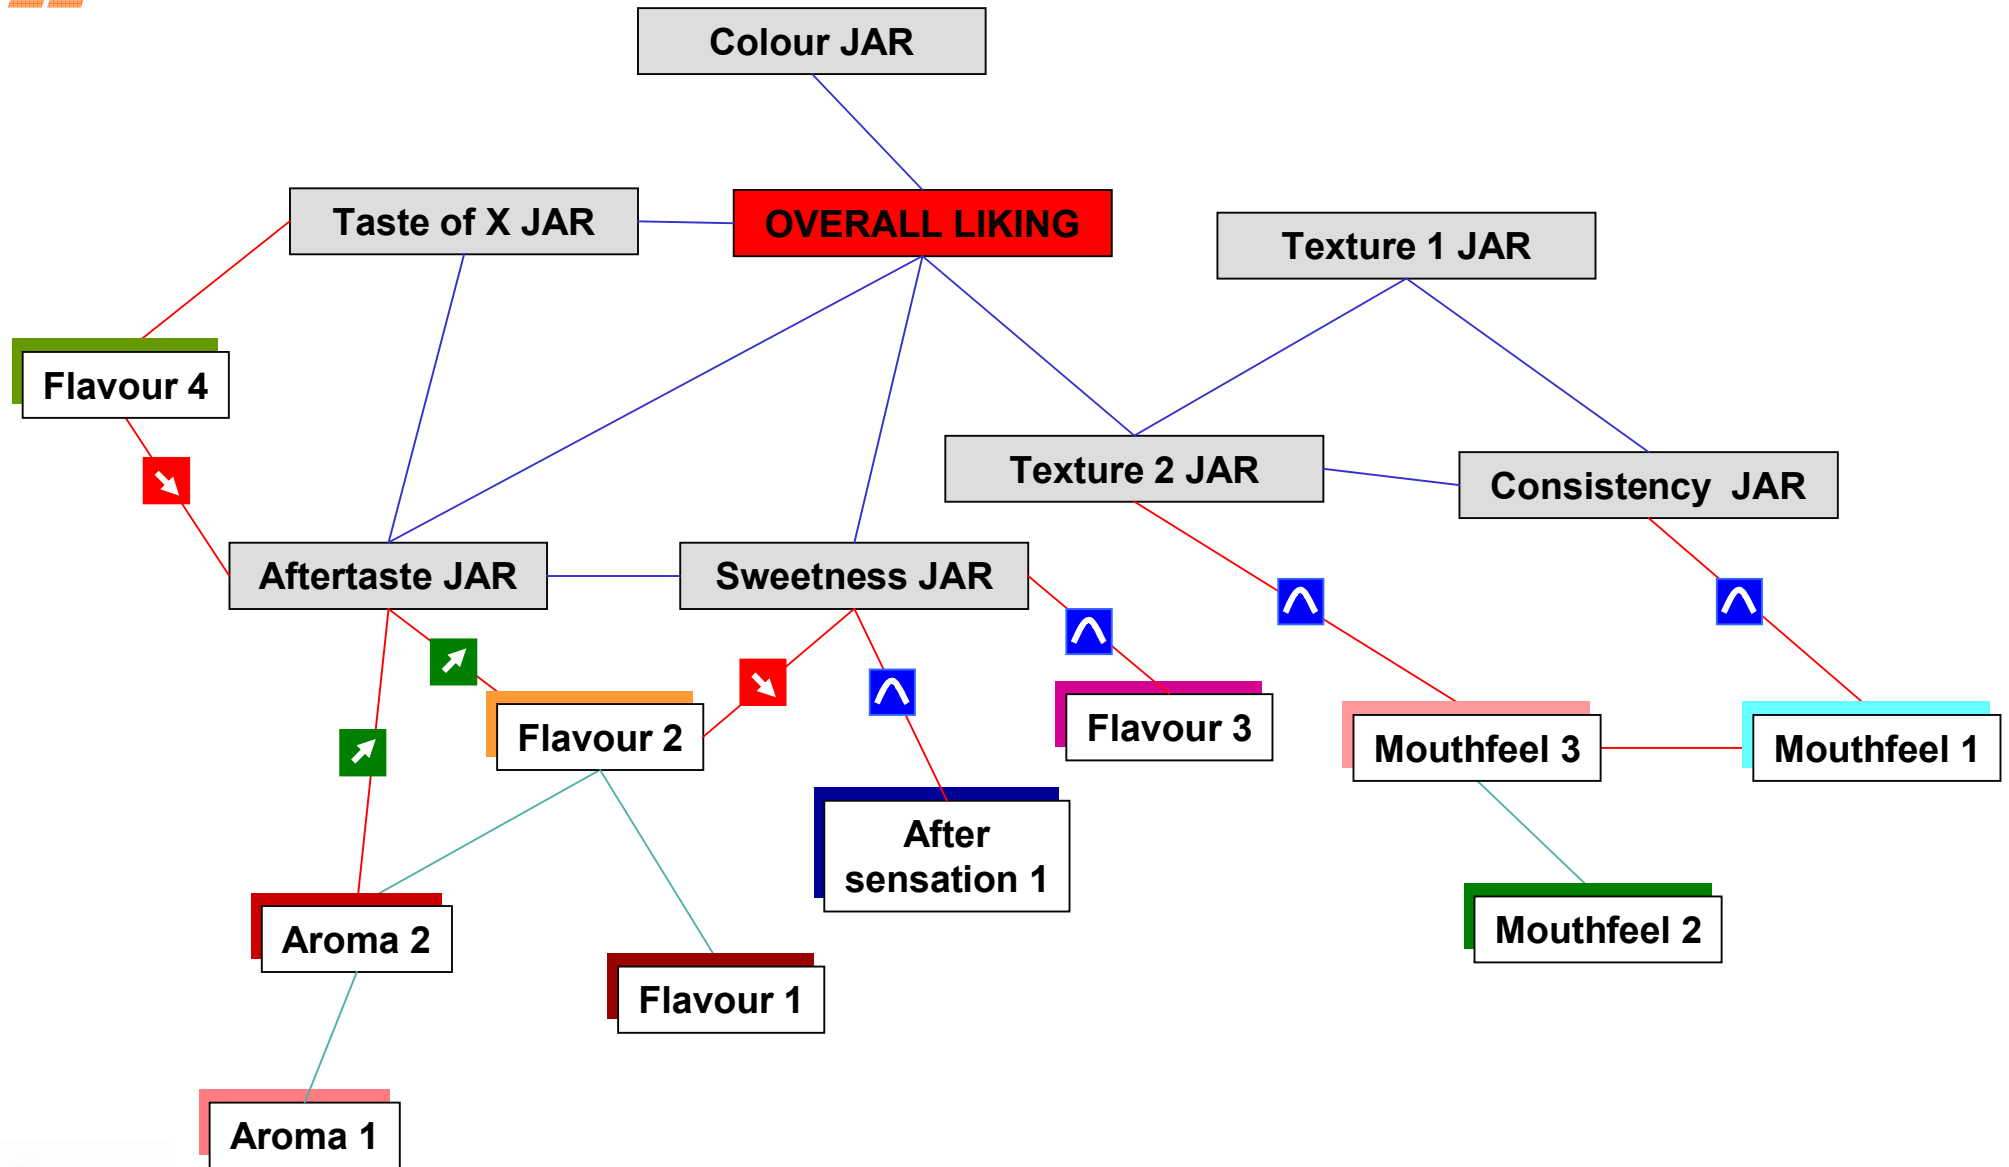 Colour JAR
Taste of X JAR
OVERALL LIKING
Texture 1 JAR
Flavour 4
Texture 2 JAR
Consistency  JAR
Aftertaste JAR
Sweetness JAR
Flavour 2
Flavour 3
Mouthfeel 3
Mouthfeel 1
After
sensation 1
Aroma 2
Mouthfeel 2
Flavour 1
Aroma 1